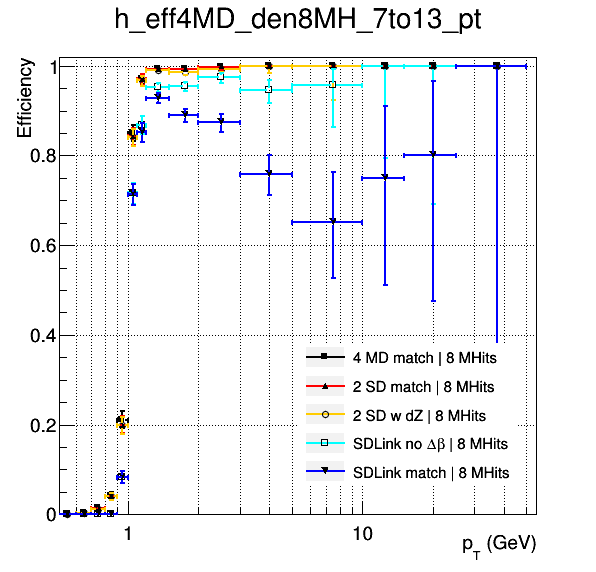 h_eff4MD_den8MH_7to13_pt
Efficiency
1
0.8
0.6
0.4
0.2
0
4 MD match | 8 MHits
2 SD match | 8 MHits
2 SD w dZ | 8 MHits
SDLink no Δβ | 8 MHits
SDLink match | 8 MHits
1 10
p_T (GeV)